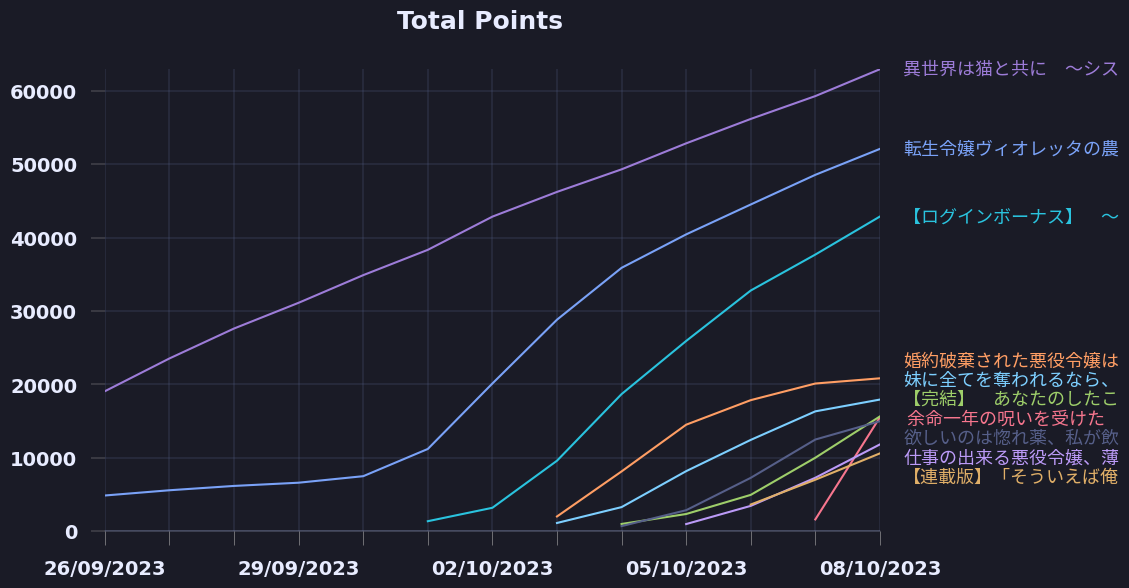 Total Points
60000
50000
40000
30000
20000
10000
0
26/09/2023
29/09/2023
02/10/2023
05/10/2023
08/10/2023
異世界は猫と共に　～シス
転生令嬢ヴィオレッタの農
【ログインボーナス】　～
婚約破棄された悪役令嬢は
妹に全てを奪われるなら、
【完結】　あなたのしたこ
余命一年の呪いを受けた
欲しいのは惚れ薬、私が飲
仕事の出来る悪役令嬢、薄
【連載版】「そういえば俺